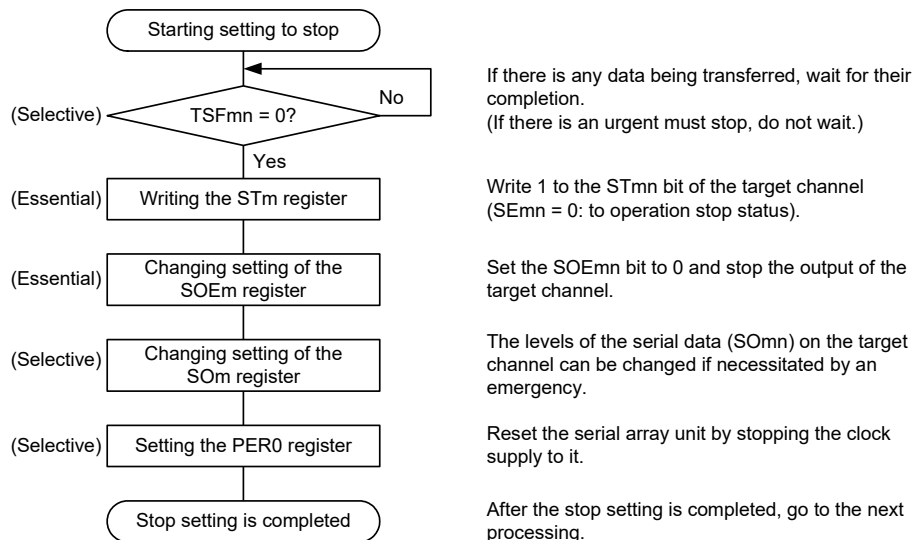 Starting setting to stop
No
(Selective)
TSFmn = 0?
If there is any data being transferred, wait for their
completion.
(If there is an urgent must stop, do not wait.)
Yes
(Essential)
Writing the STm register
Write 1 to the STmn bit of the target channel
(SEmn = 0: to operation stop status).
(Essential)
Changing setting of the
SOEm register
Set the SOEmn bit to 0 and stop the output of the
target channel.
(Selective)
Changing setting of the
SOm register
The levels of the serial data (SOmn) on the target
channel can be changed if necessitated by an
emergency.
(Selective)
Setting the PER0 register
Reset the serial array unit by stopping the clock
supply to it.
Stop setting is completed
After the stop setting is completed, go to the next
processing.